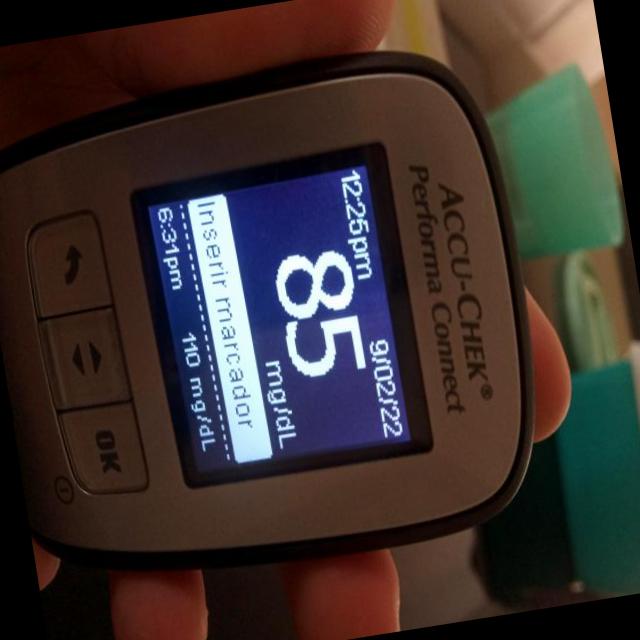 ACCU-CHEK®
Performa Connect
12:25pm 9/02/22
85 mg/dL
Inserir marcador
6:31pm 110 mg/dL
OK